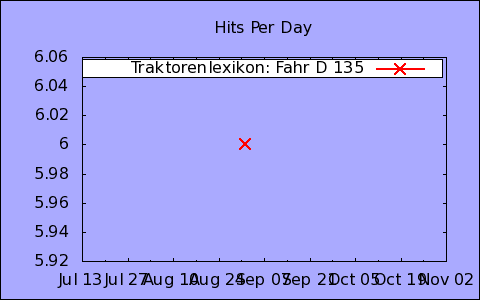 Hits Per Day
6.06
Traktorenlexikon: Fahr D 135
6.04
6.02
6
5.98
5.96
5.94
5.92
Jul 13 Jul 27 Aug 10 Aug 24 Sep 07 Sep 21 Oct 05 Oct 19 Nov 02